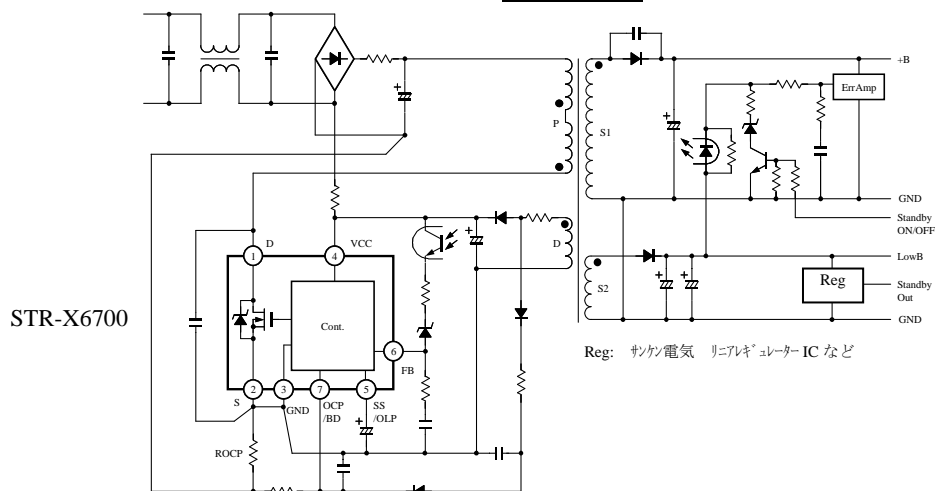 +B
ErrAmp
P
S1
GND
Standby
ON/OFF
D
VCC
D
1
4
LowB
STR-X6700
Cont.
S2
Reg
Standby
Out
GND
6
FB
Reg: サンケン電気 リニアレギュレーター IC など
2
3
7
5
S
GND
OCP
/BD
SS
/OLP
ROCP